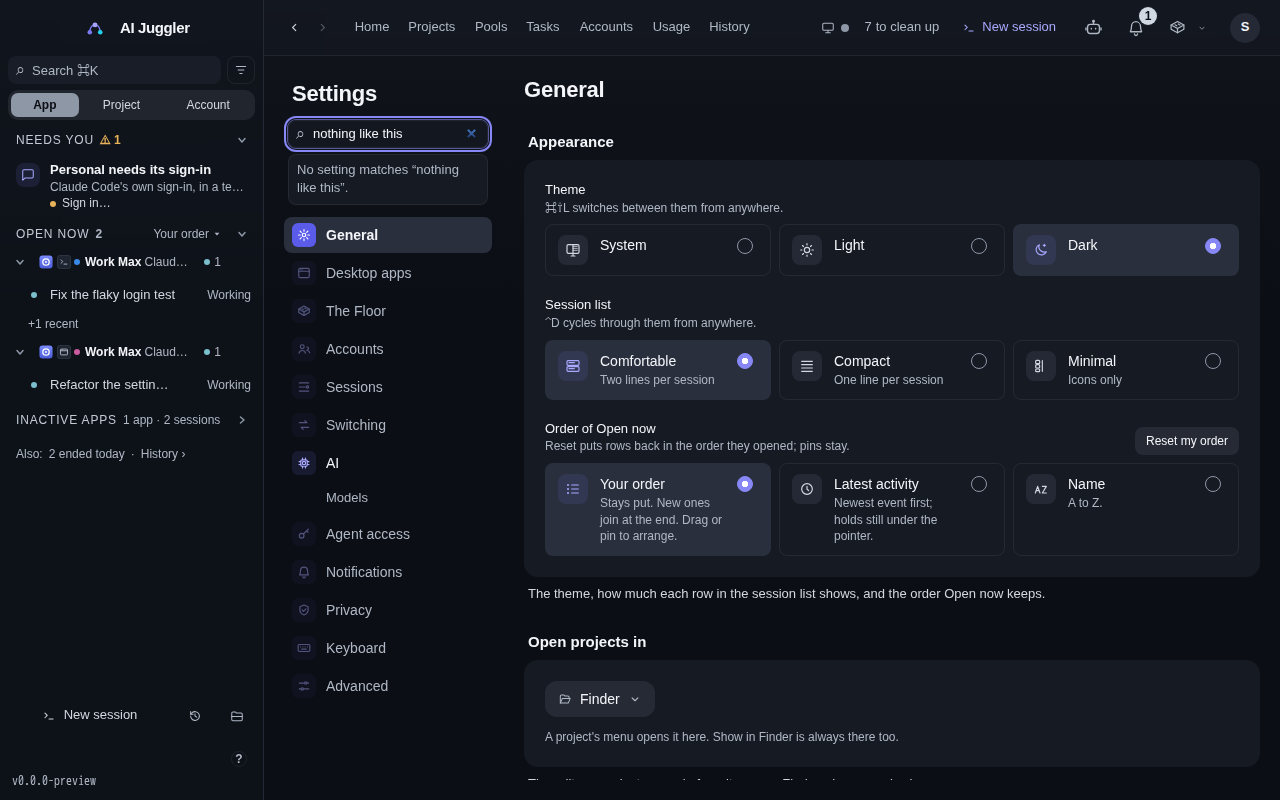 AI Juggler
Search ⌘K
App Project Account
NEEDS YOU 1
Personal needs its sign-in
Claude Code's own sign-in, in a te…
Sign in…
OPEN NOW 2 Your order
Work Max Claud… 1
Fix the flaky login test Working
+1 recent
Work Max Claud… 1
Refactor the settin… Working
INACTIVE APPS 1 app · 2 sessions
Also: 2 ended today · History ›
New session
?
v0.0.0-preview
Home Projects Pools Tasks Accounts Usage History
7 to clean up
New session
1
S
Settings
nothing like this
No setting matches “nothing
like this”.
General
Desktop apps
The Floor
Accounts
Sessions
Switching
AI
Models
Agent access
Notifications
Privacy
Keyboard
Advanced
General
Appearance
Theme
⌘⇧L switches between them from anywhere.
System
Light
Dark
Session list
⌃D cycles through them from anywhere.
Comfortable
Two lines per session
Compact
One line per session
Minimal
Icons only
Order of Open now
Reset puts rows back in the order they opened; pins stay.
Reset my order
Your order
Stays put. New ones
join at the end. Drag or
pin to arrange.
Latest activity
Newest event first;
holds still under the
pointer.
Name
A to Z.
The theme, how much each row in the session list shows, and the order Open now keeps.
Open projects in
Finder
A project's menu opens it here. Show in Finder is always there too.